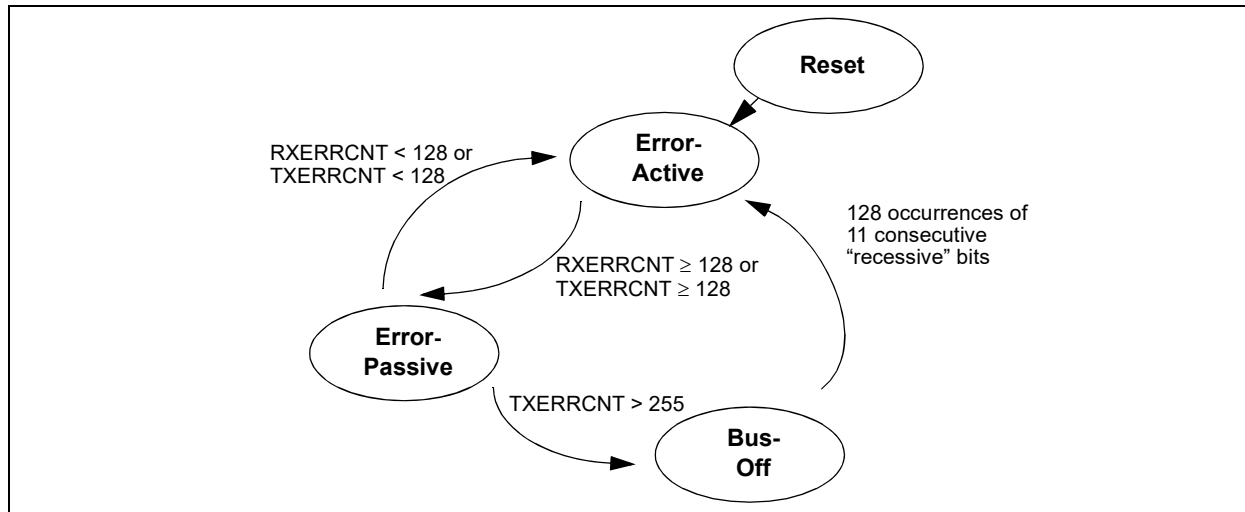 Reset
Error-
Active
RXERRCNT < 128 or
TXERRCNT < 128
128 occurrences of
11 consecutive
“recessive” bits
RXERRCNT ≥ 128 or
TXERRCNT ≥ 128
Error-
Passive
TXERRCNT > 255
Bus-
Off